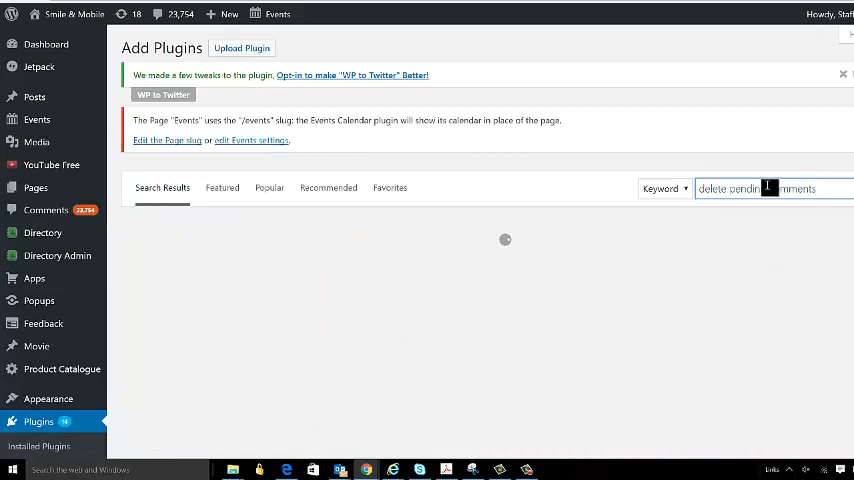 Smile & Mobile 18 23,754 New Events Howdy, Staff
Dashboard
Jetpack
Posts
Events
Media
YouTube Free
Pages
Comments 23,754
Directory
Directory Admin
Apps
Popups
Feedback
Movie
Product Catalogue
Appearance
Plugins 14
Installed Plugins
Add Plugins Upload Plugin
We made a few tweaks to the plugin, Opt-in to make "WP to Twitter" Better!
WP to Twitter
The Page "Events" uses the "/events" slug: the Events Calendar plugin will show its calendar in place of the page.
Edit the Page slug or edit Events settings.
Search Results Featured Popular Recommended Favorites Keyword delete pending comments
Search the web and Windows Links